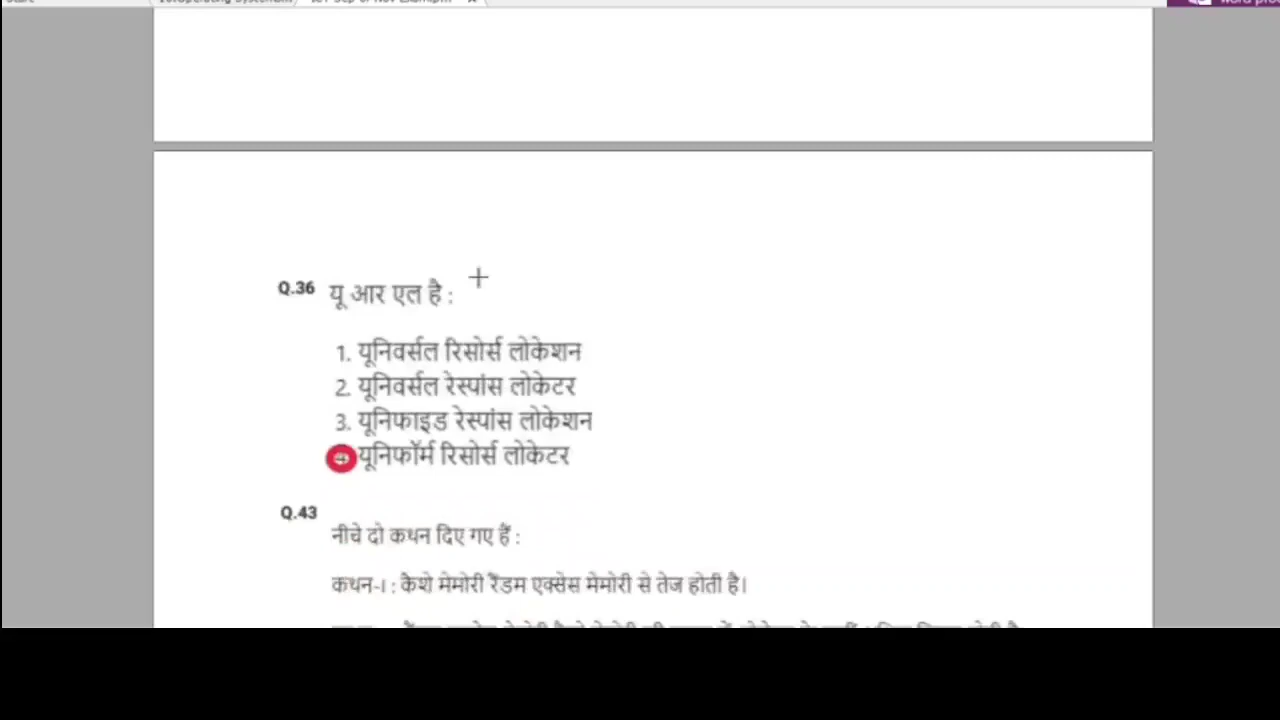 Q.36 यू आर एल है :
1. यूनिवर्सल रिसोर्स लोकेशन
2. यूनिवर्सल रेस्पांस लोकेटर
3. यूनिफाइड रेस्पांस लोकेशन
4. यूनिफॉर्म रिसोर्स लोकेटर
Q.43
नीचे दो कथन दिए गए हैं :
कथन-I : कैशे मेमोरी रैंडम एक्सेस मेमोरी से तेज होती है।